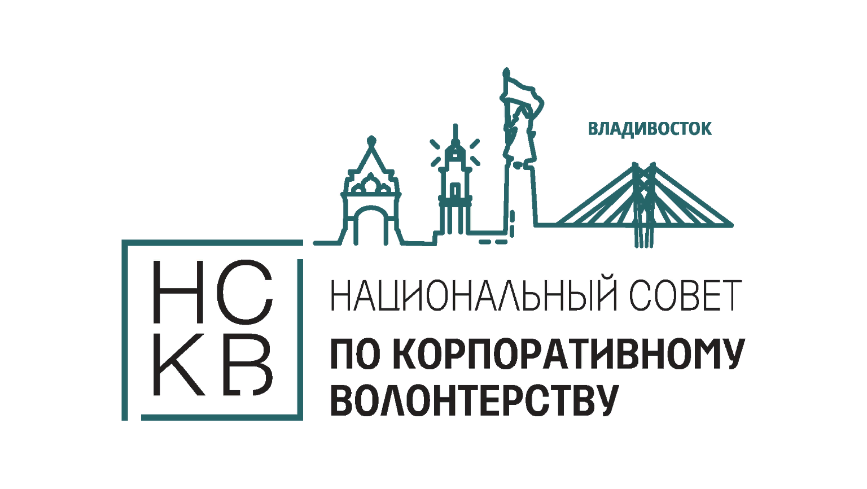 ВЛАДИВОСТОК
НС
КВ
НАЦИОНАЛЬНЫЙ СОВЕТ
ПО КОРПОРАТИВНОМУ
ВОЛОНТЕРСТВУ